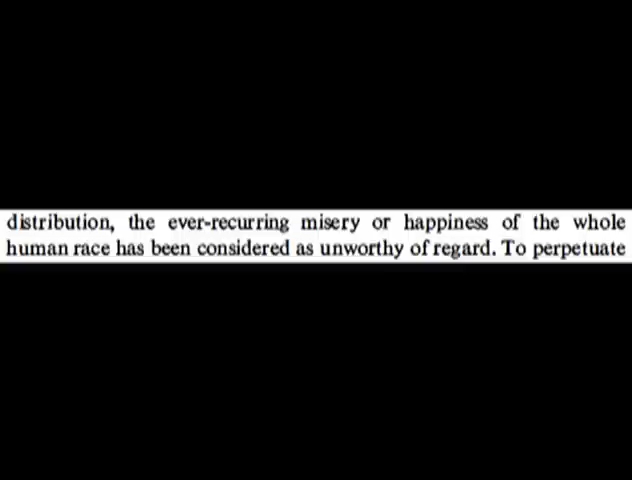 distribution, the ever-recurring misery or happiness of the whole
human race has been considered as unworthy of regard. To perpetuate